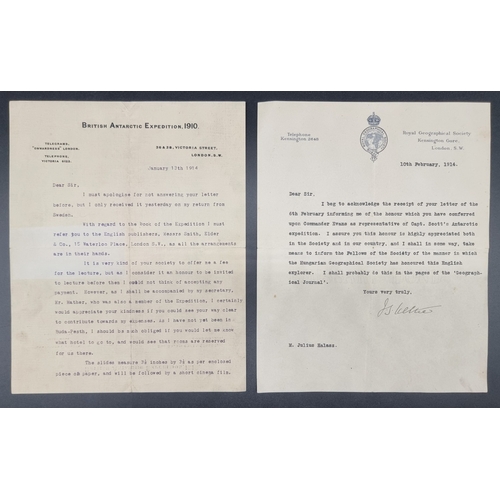 BRITISH ANTARCTIC EXPEDITION, 1910.
TELEGRAMS,
LONDON.
TELEPHONE,
VICTORIA
36 & 38, VICTORIA STREET,
LONDON, S.W.
January 17th 1914
Dear Sir,
I must apologise for not answering your letter
before, but I only received it yesterday on my return from
Sweden.
With regard to the Book of the Expedition I must
refer you to the English publishers, Messrs Smith, Elder
& Co., 15 Waterloo Place, London S.W., as all the arrangements
are in their hands.
It is very kind of your society to offer me a fee
for the lecture, but as I consider it an honour to be invited
to lecture before them I could not think of accepting any
payment. However, as I shall be accompanied by my secretary,
Mr. who was also a member of the Expedition, I certainly
would appreciate your kindness if you could see your way clear
to contribute towards my expenses. As I have not yet been in
Buda-Pesth, I should be much obliged if you would let me know
what hotel to go to, and would see that rooms are reserved
for us there.
The slides measure 3¼ inches by 3¼ as per enclosed
piece of paper, and will be followed by a short cinema film.
Telephone
Kensington
Royal Geographical Society
Kensington Gore,
London, S.W.
10th February, 1914.
Dear Sir,
I beg to acknowledge the receipt of your letter of the
6th February informing me of the honour which you have conferred
upon Commander Evans as representative of Capt. Scott's Antarctic
expedition. I assure you this honour is highly appreciated both
in the Society and in our country, and I shall in some way, take
means to inform the Fellows of the Society of the manner in which
the Hungarian Geographical Society has honoured this English
explorer. I shall probably do this in the pages of the 'Geograph-
ical Journal'.
Yours very truly,
M. Julius Halasz.